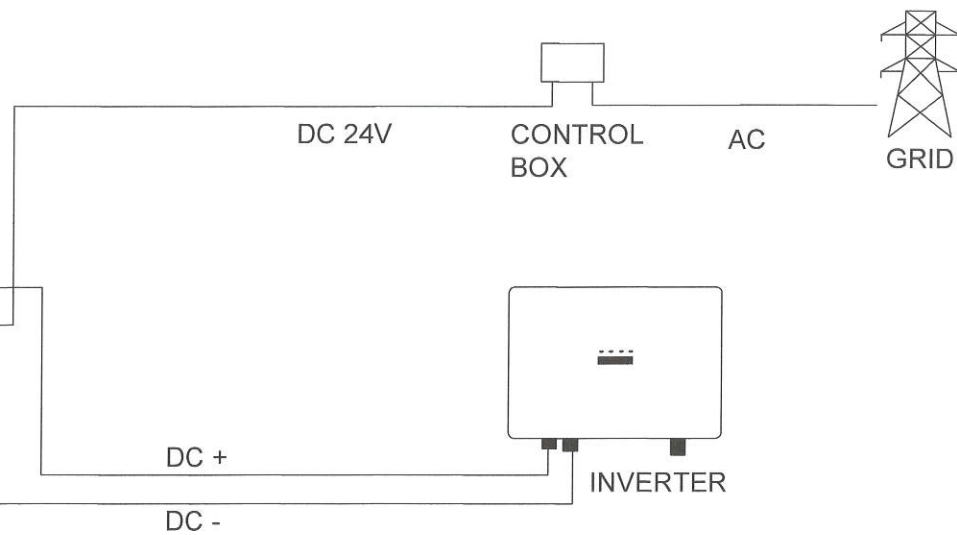 DC 24V
CONTROL
BOX
AC
GRID
DC +
INVERTER
DC -